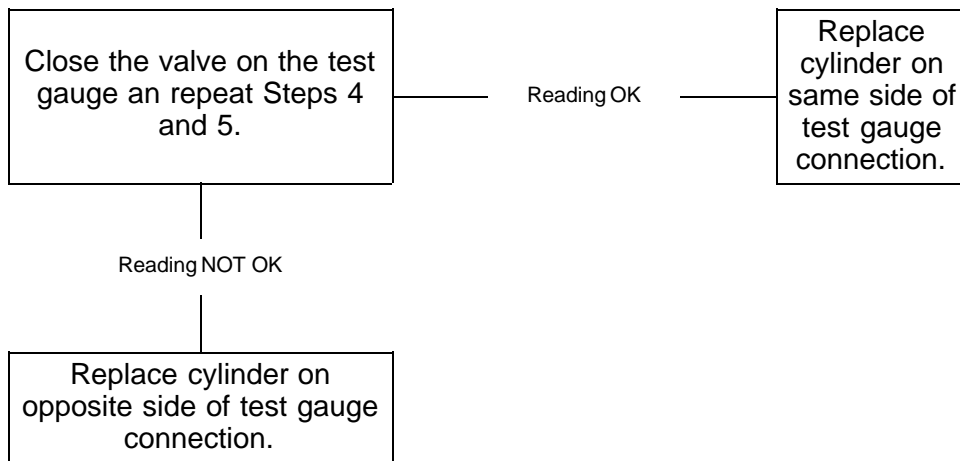 Close the valve on the test
gauge an repeat Steps 4
and 5.
Reading OK
Replace
cylinder on
same side of
test gauge
connection.
Reading NOT OK
Replace cylinder on
opposite side of test gauge
connection.